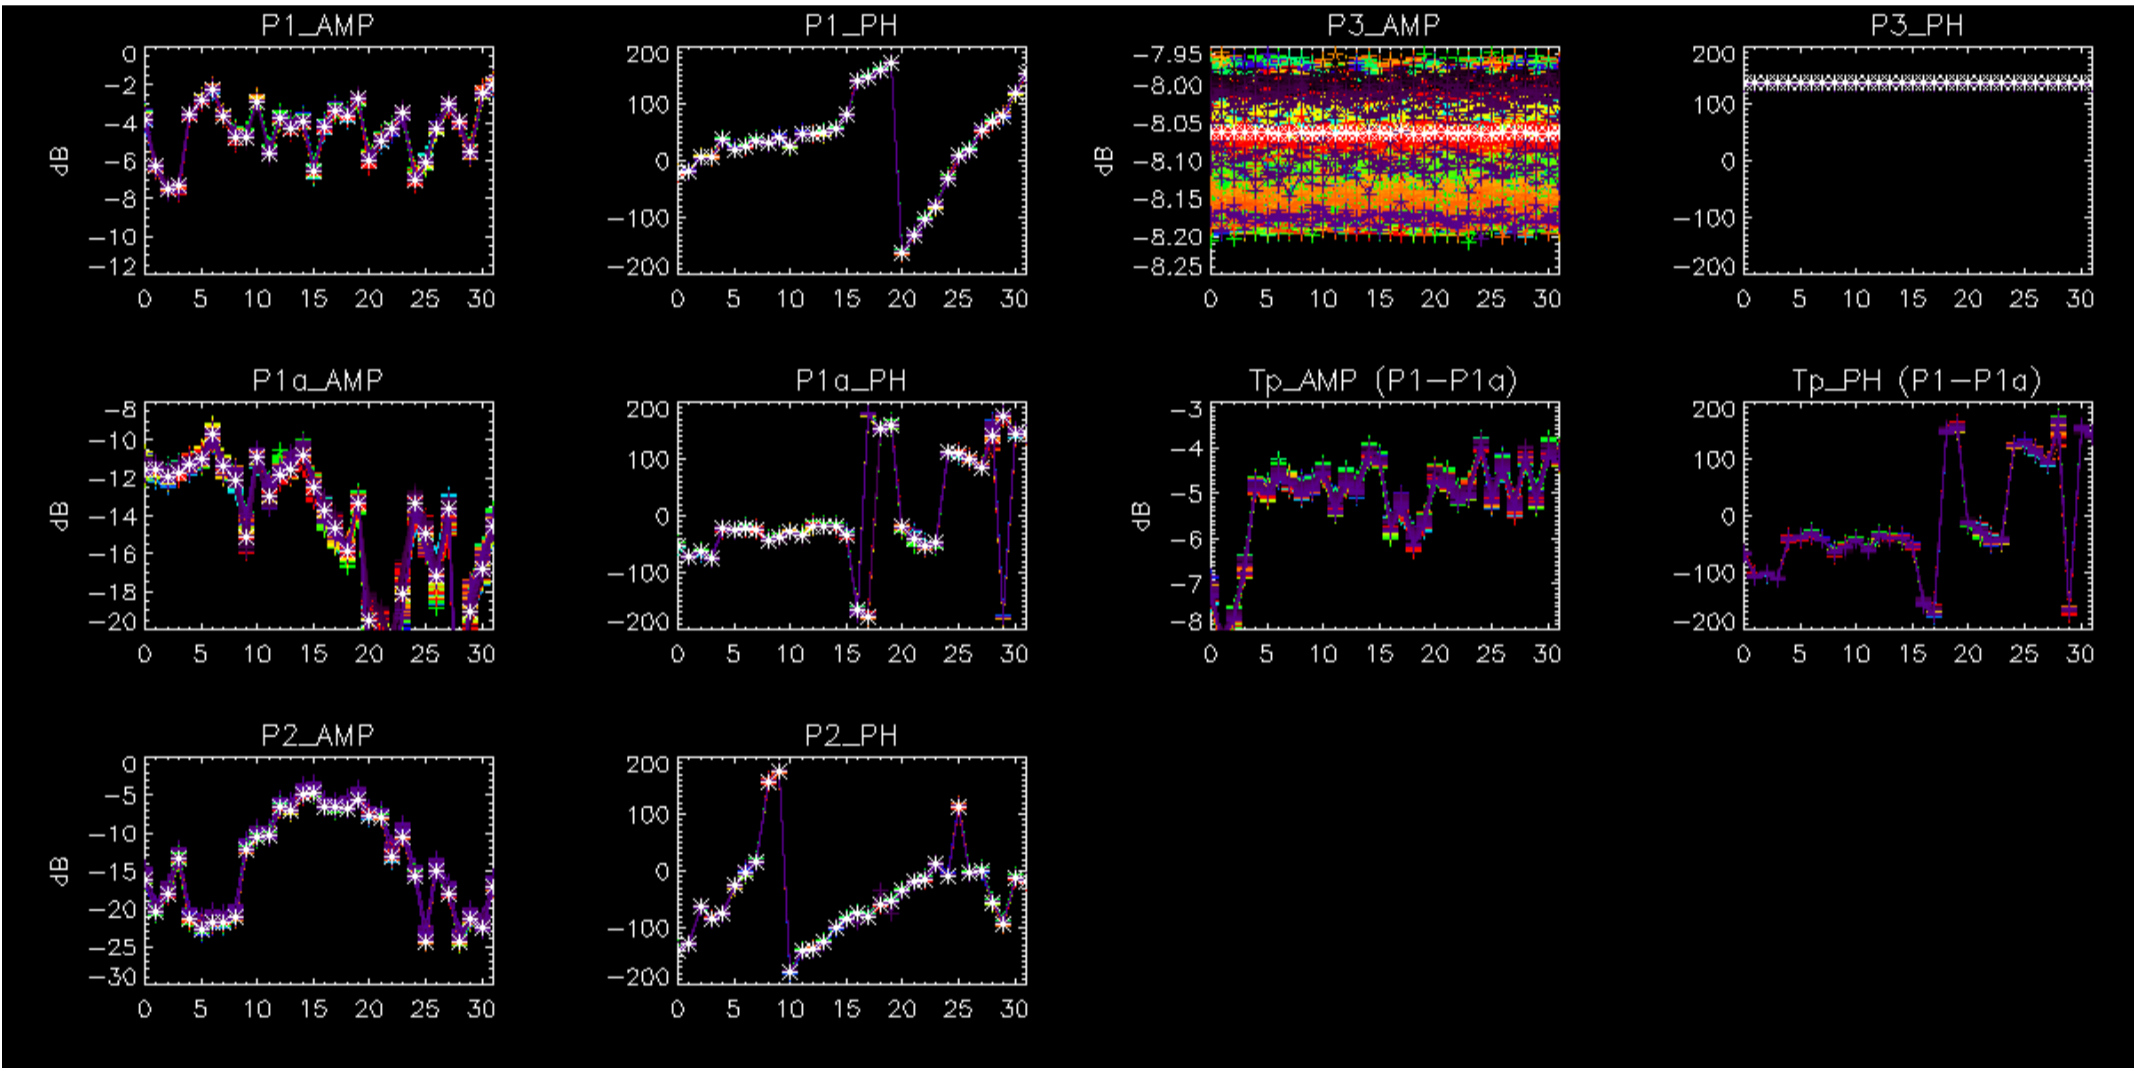 P1_AMP
dB
0
−2
−4
−6
−8
−10
−12
0 5 10 15 20 25 30
P1_PH
200
100
0
−100
−200
0 5 10 15 20 25 30
P3_AMP
dB
−7.95
−8.00
−8.05
−8.10
−8.15
−8.20
−8.25
0 5 10 15 20 25 30
P3_PH
200
100
0
−100
−200
0 5 10 15 20 25 30
P1a_AMP
dB
−8
−10
−12
−14
−16
−18
−20
0 5 10 15 20 25 30
P1a_PH
200
100
0
−100
−200
0 5 10 15 20 25 30
Tp_AMP (P1−P1a)
dB
−3
−4
−5
−6
−7
−8
0 5 10 15 20 25 30
Tp_PH (P1−P1a)
200
100
0
−100
−200
0 5 10 15 20 25 30
P2_AMP
dB
0
−5
−10
−15
−20
−25
−30
0 5 10 15 20 25 30
P2_PH
200
100
0
−100
−200
0 5 10 15 20 25 30